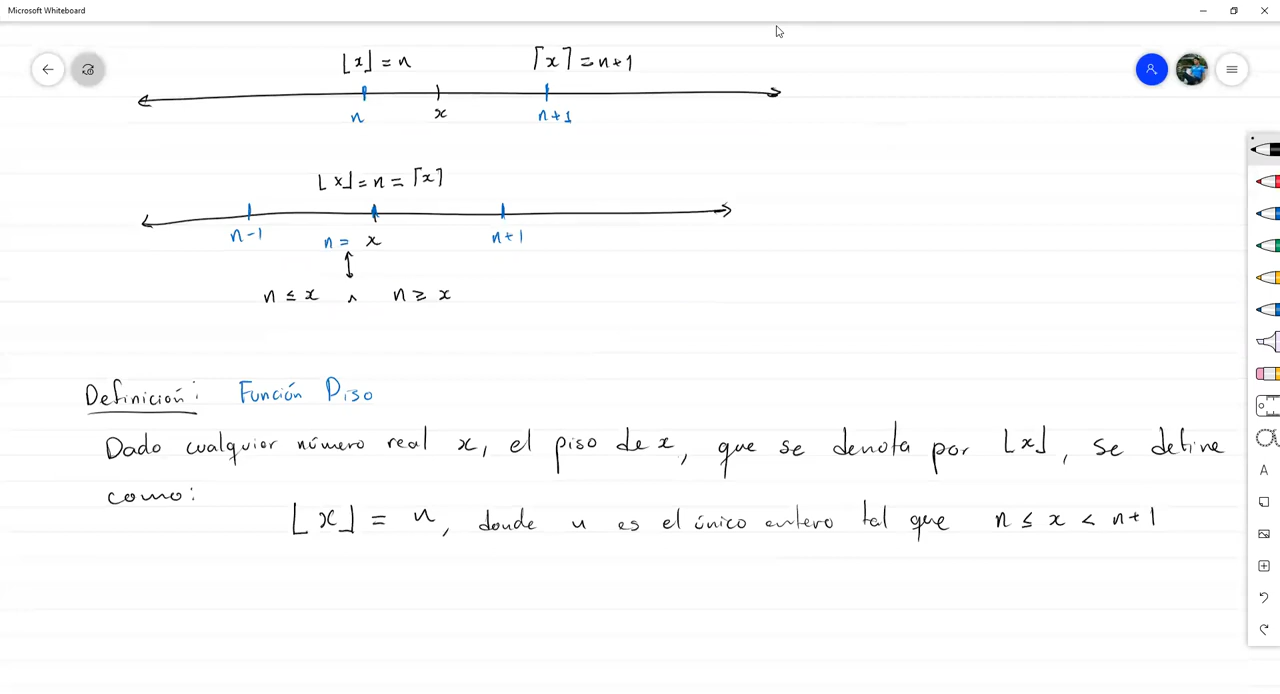 Microsoft Whiteboard
⌊x⌋ = n ⌈x⌉ = n+1
n x n+1
⌊x⌋ = n = ⌈x⌉
n-1 n = x n+1
n ≤ x ∧ n ≥ x
Definición: Función Piso
Dado cualquier número real x, el piso de x, que se denota por ⌊x⌋, se define
como:
⌊x⌋ = n, donde n es el único entero tal que n ≤ x < n+1
A